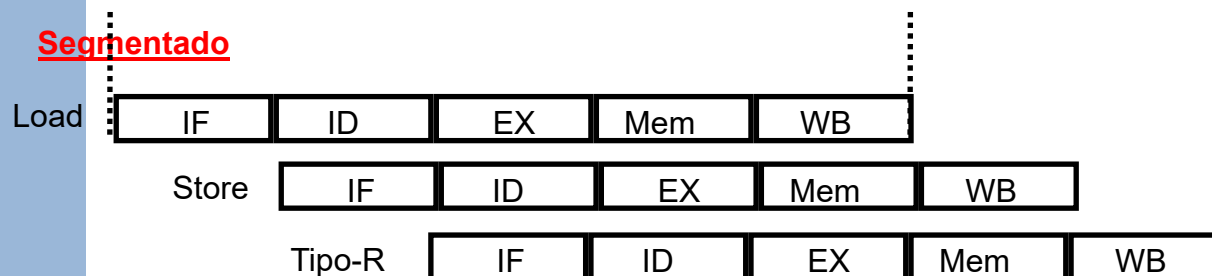 Segmentado
Load IF ID EX Mem WB
Store IF ID EX Mem WB
Tipo-R IF ID EX Mem WB